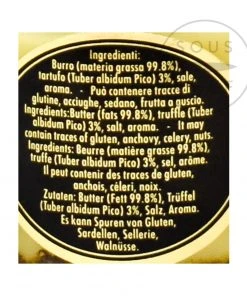 SOUS
Ingredienti:
Burro (materia grassa 99.8%),
tartufo (Tuber albidum Pico) 3%, sale,
aroma. - Può contenere tracce di
glutine, acciughe, sedano, frutta a guscio.
Ingredients:Butter (fats 99.8%), truffle (Tuber
albidum Pico) 3%, salt, aroma. - It may
contain traces of gluten, anchovy, calery, nuts.
Ingredients: Beurre (matière grasse 99.8%),
truffe (Tuber albidum Pico) 3%, sel, arôme.
Il peut contenir des traces de gluten,
anchois, céleri, noix.
Zutaten: Butter (Fett 99.8%), Trüffel
(Tuber albidum Pico) 3%, Salz, Aroma.
Es kann Spuren von Gluten,
Sardellen, Sellerie,
Walnüsse.